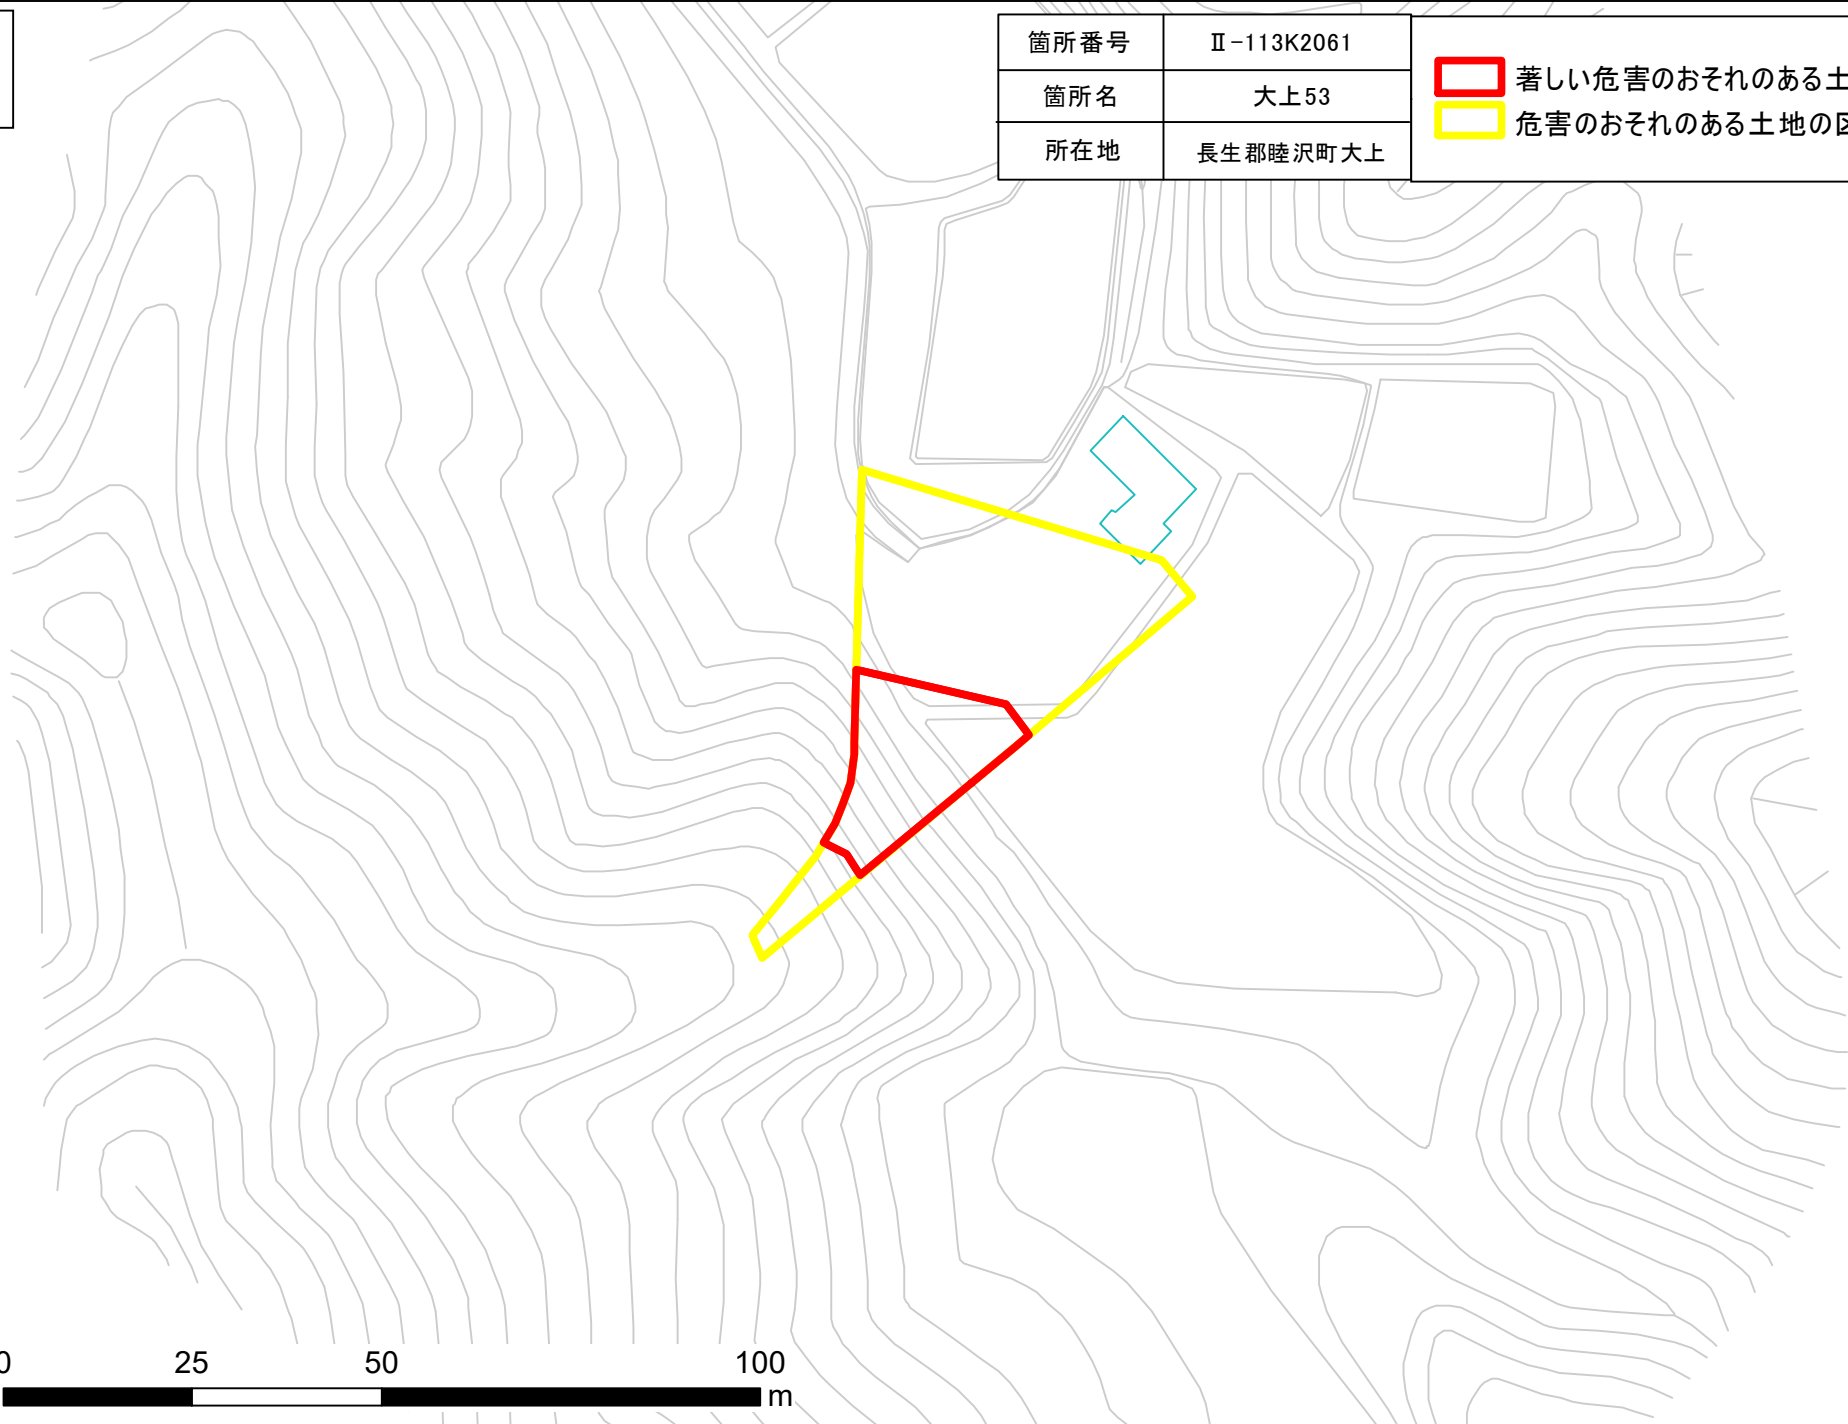 箇所番号 Ⅱ-113K2061
箇所名 大上53
所在地 長生郡睦沢町大上
著しい危害のおそれのある土
危害のおそれのある土地の区
0 25 50 100
m